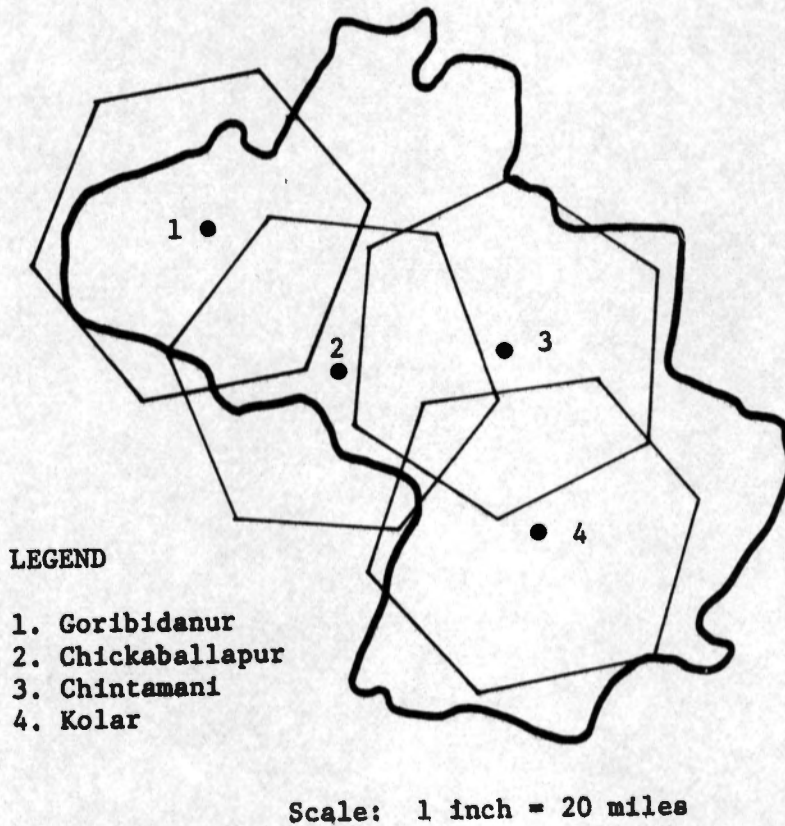 1
2
3
4
LEGEND
1. Goribidanur
2. Chickaballapur
3. Chintamani
4. Kolar
Scale: 1 inch = 20 miles